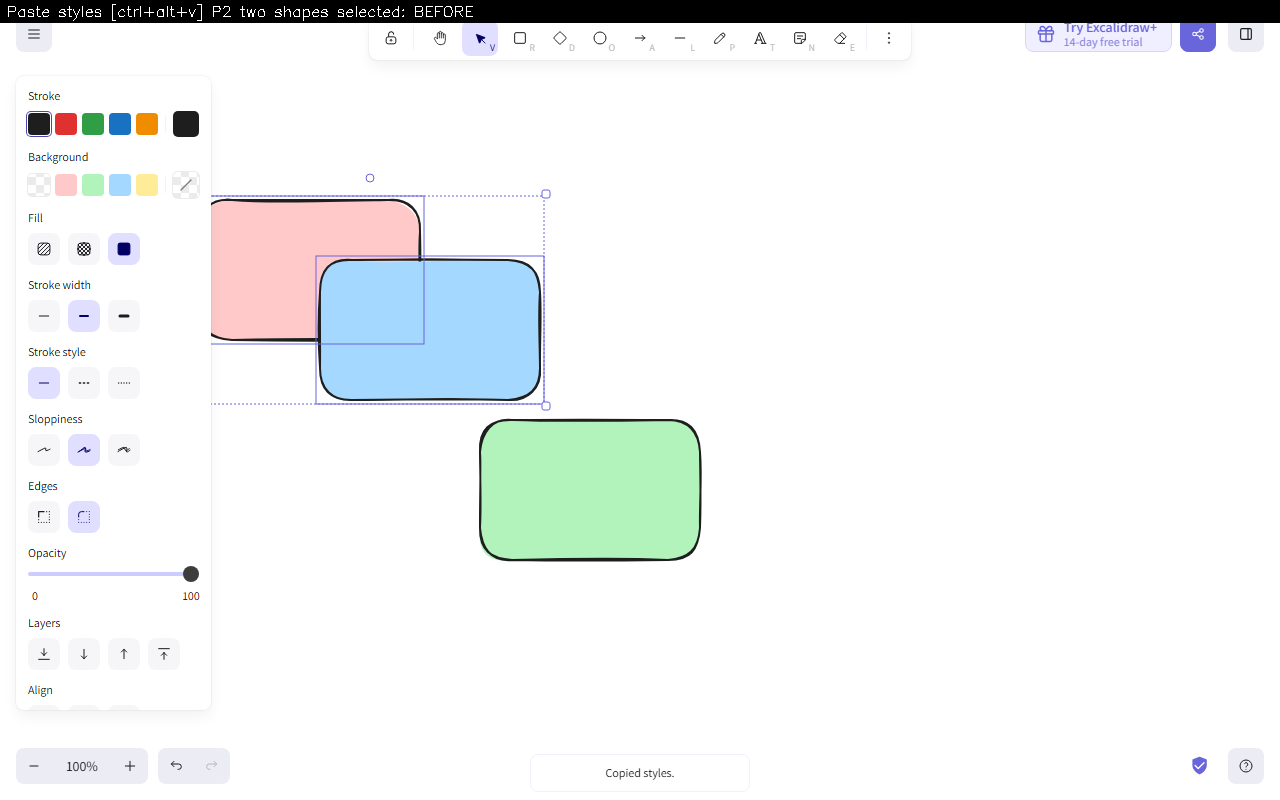 Paste styles [ctrl+alt+v] P2 two shapes selected: BEFORE
V
R
D
O
A
L
P
T
N
E
Try Excalidraw+
14-day free trial
Stroke
Background
Fill
Stroke width
Stroke style
Sloppiness
Edges
Opacity
0
100
Layers
Align
100%
Copied styles.